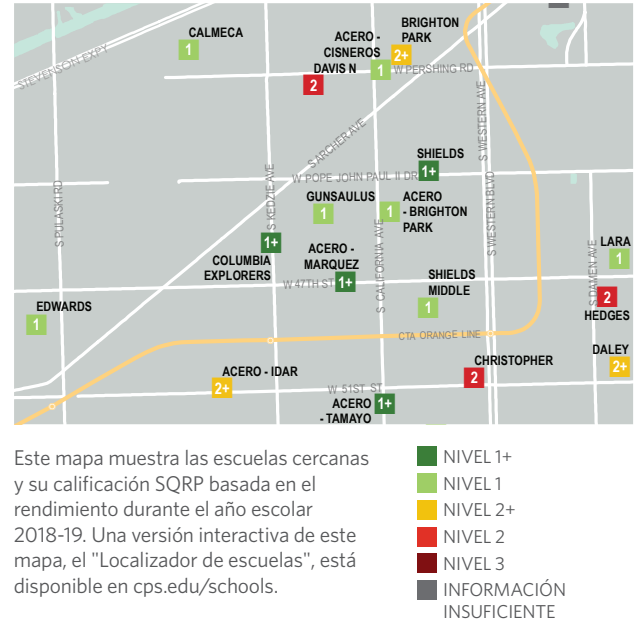 CALMECA
1
ACERO -
CISNEROS
1
BRIGHTON
PARK
2+
DAVIS N
2
W PERSHING RD
STEVENSON EXPY.
S ARCHER AVE
S WESTERN AVE
SHIELDS
1+
W POPE JOHN PAUL II DR
S PULASKI RD
S KEDZIE AVE
GUNSAULUS
1
ACERO
- BRIGHTON
PARK
1
S CALIFORNIA AVE
S WESTERN BLVD
COLUMBIA
EXPLORERS
1+
ACERO -
MARQUEZ
1+
W 47TH ST
SHIELDS
MIDDLE
1
S DAMEN AVE
LARA
1
2
HEDGES
EDWARDS
1
CTA ORANGE LINE
ACERO - IDAR
2+
CHRISTOPHER
2
DALEY
2+
W 51ST ST
ACERO
- TAMAYO
1+
Este mapa muestra las escuelas cercanas
y su calificación SQRP basada en el
rendimiento durante el año escolar
2018-19. Una versión interactiva de este
mapa, el "Localizador de escuelas", está
disponible en cps.edu/schools.
NIVEL 1+
NIVEL 1
NIVEL 2+
NIVEL 2
NIVEL 3
INFORMACIÓN
INSUFICIENTE